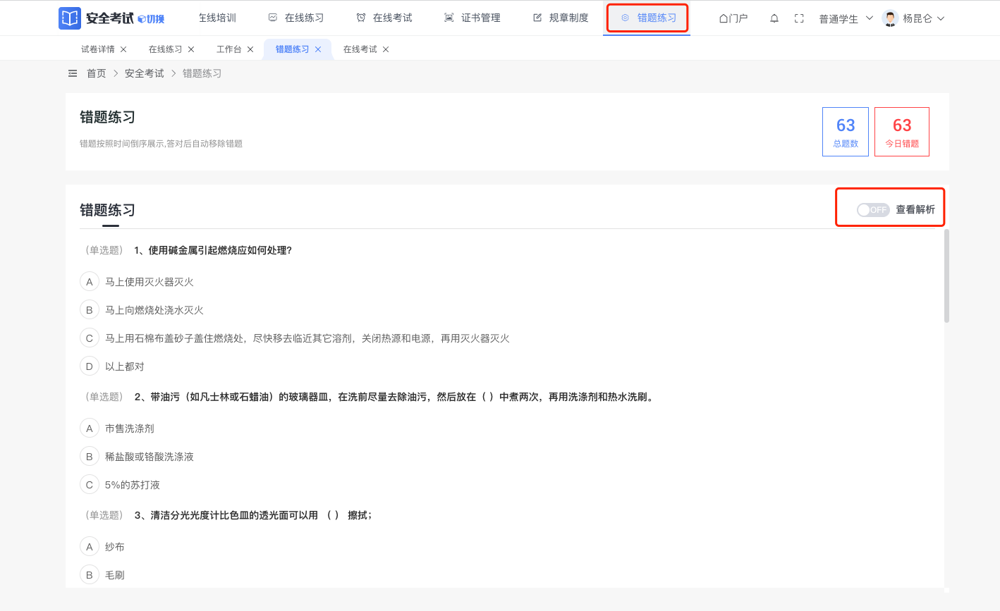 安全考试 切换 在线培训 在线练习 在线考试 证书管理 规章制度 错题练习 门户 普通学生 杨昆仑
试卷详情 在线练习 工作台 错题练习 在线考试
首页 安全考试 错题练习
错题练习
错题按照时间倒序展示,答对后自动移除错题
63
总题数
63
今日错题
错题练习
OFF 查看解析
（单选题） 1、使用碱金属引起燃烧应如何处理?
A 马上使用灭火器灭火
B 马上向燃烧处浇水灭火
C 马上用石棉布盖砂子盖住燃烧处，尽快移去临近其它溶剂，关闭热源和电源，再用灭火器灭火
D 以上都对
（单选题） 2、带油污（如凡士林或石蜡油）的玻璃器皿，在洗前尽量去除油污，然后放在（ ）中煮两次，再用洗涤剂和热水洗刷。
A 市售洗涤剂
B 稀盐酸或铬酸洗涤液
C 5%的苏打液
（单选题） 3、清洁分光光度计比色皿的透光面可以用 （ ） 擦拭；
A 纱布
B 毛刷